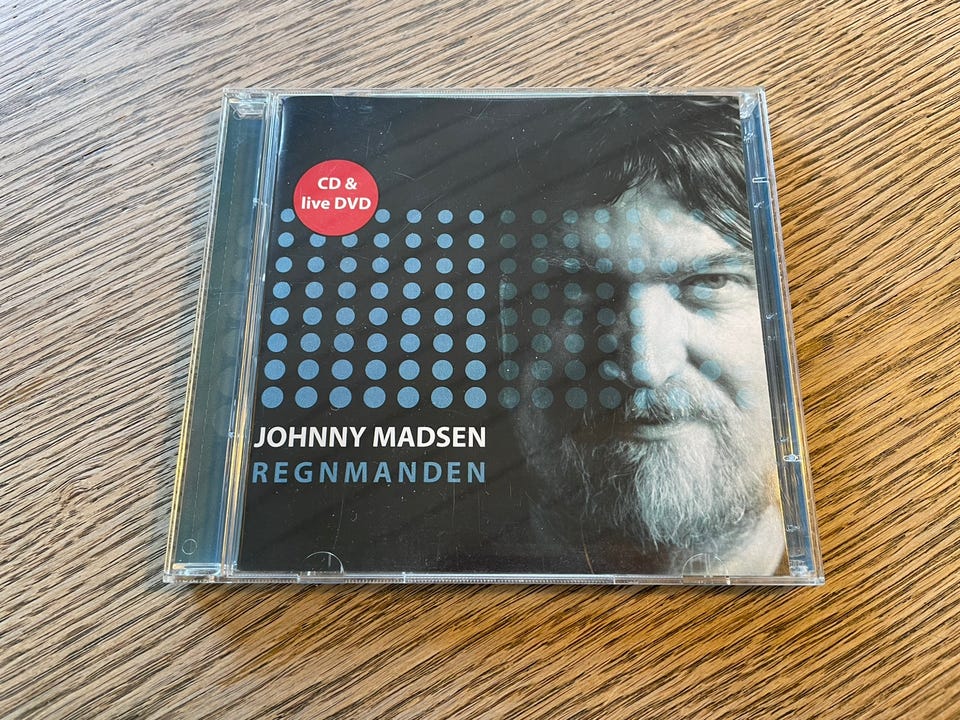 CD &
live DVD
JOHNNY MADSEN
REGNMANDEN